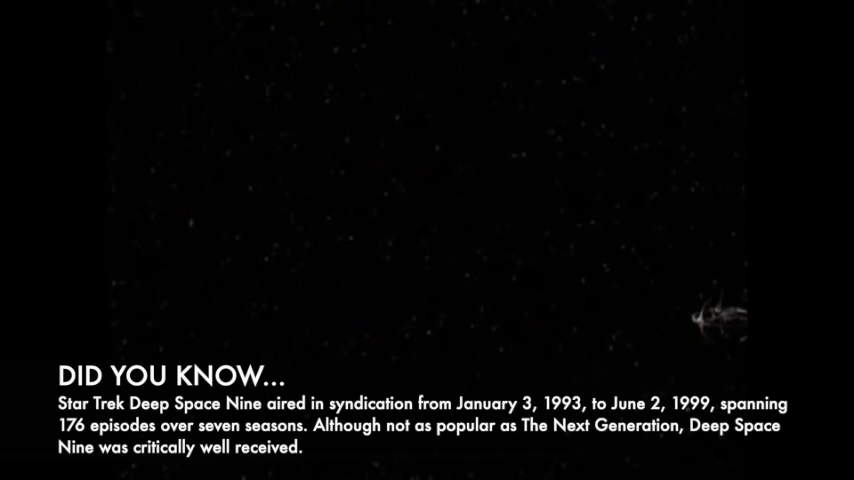 DID YOU KNOW...
Star Trek Deep Space Nine aired in syndication from January 3, 1993, to June 2, 1999, spanning
176 episodes over seven seasons. Although not as popular as The Next Generation, Deep Space
Nine was critically well received.